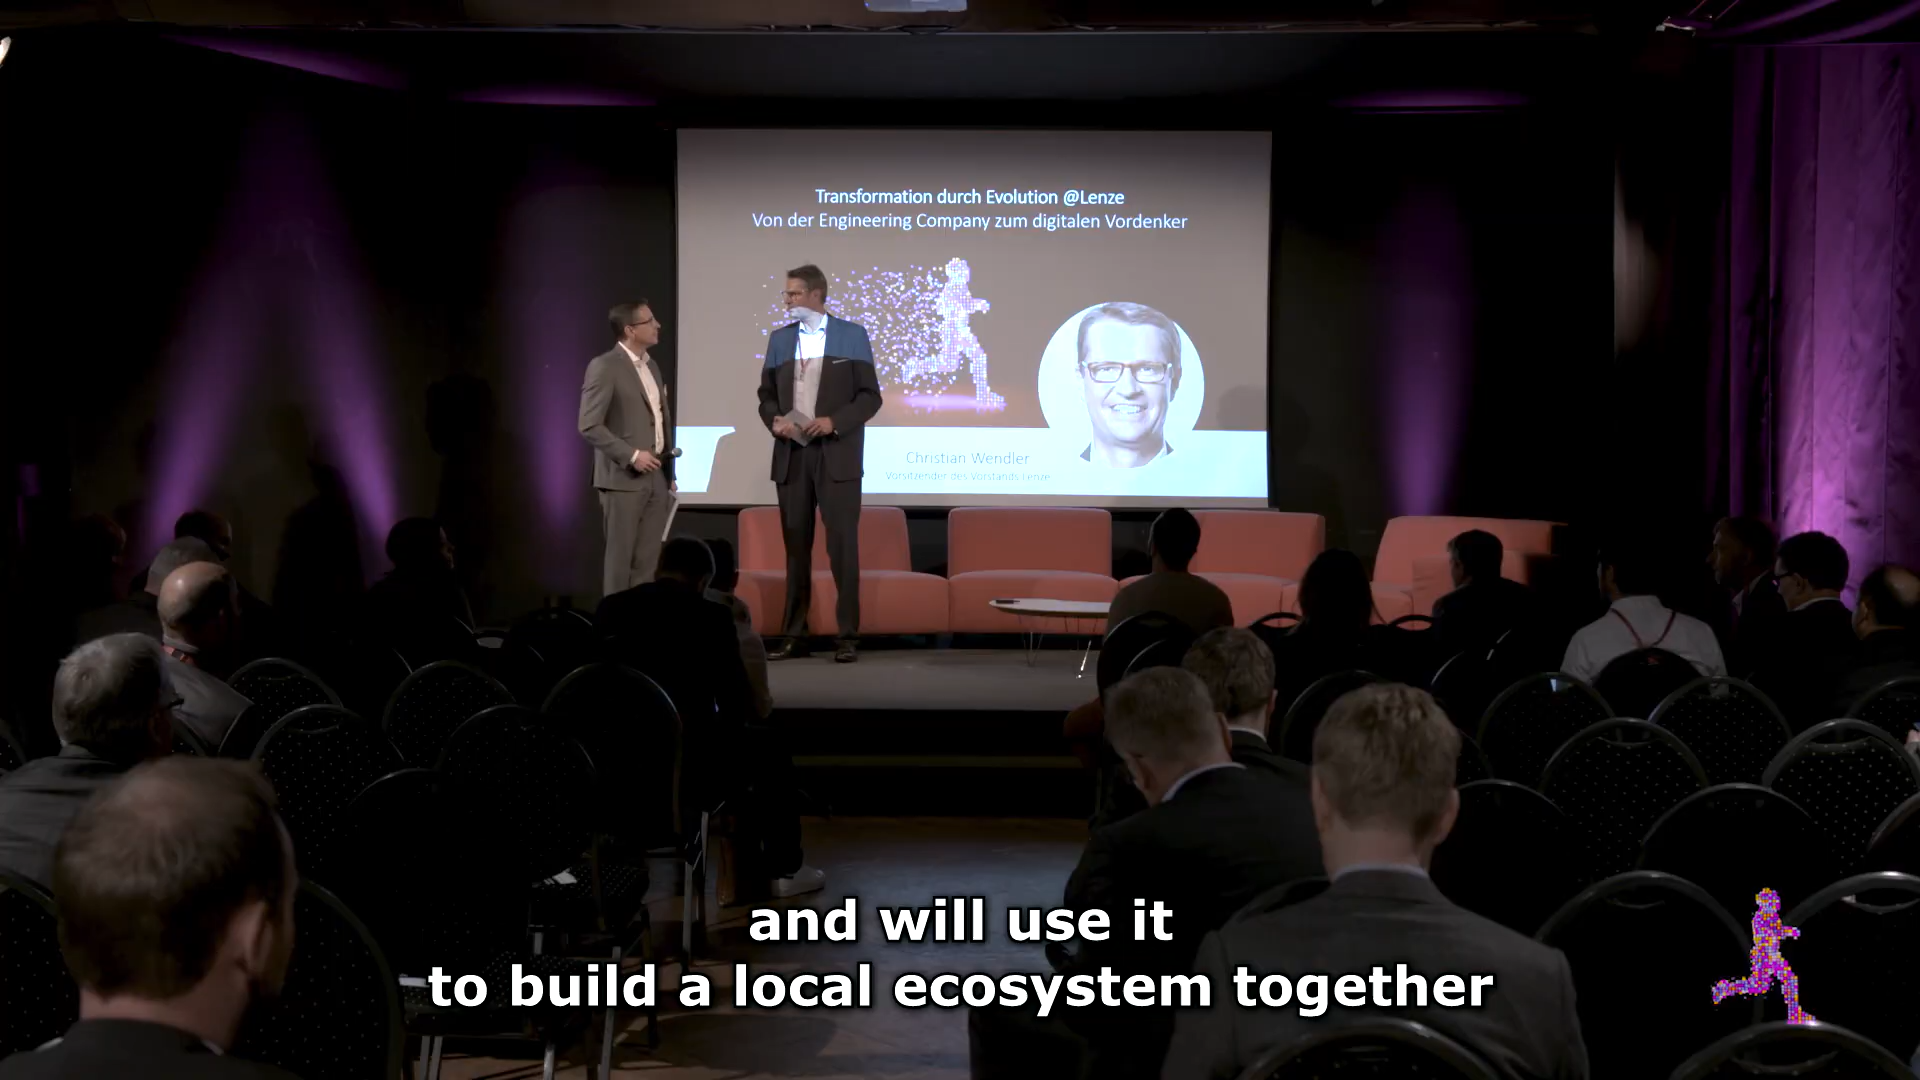 Transformation durch Evolution @Lenze
Von der Engineering Company zum digitalen Vordenker
Christian Wendler
Vorsitzender des Vorstands Lenze
and will use it
to build a local ecosystem together